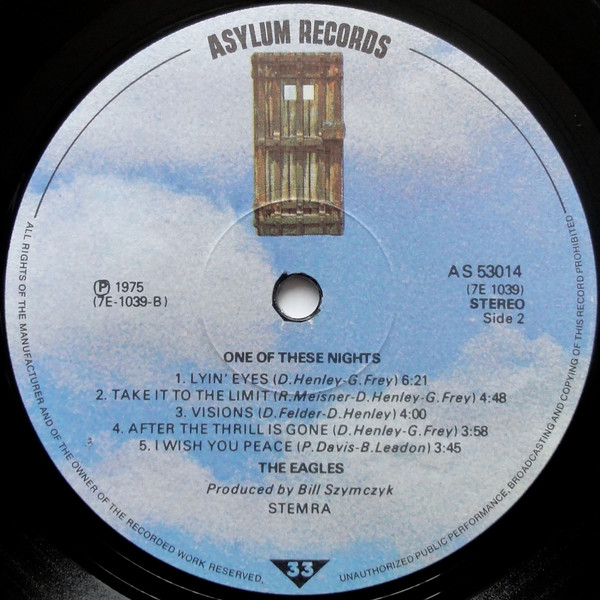 ASYLUM RECORDS
℗ 1975
(7E-1039-B)
AS 53014
(7E 1039)
STEREO
Side 2
ONE OF THESE NIGHTS
1. LYIN' EYES (D.Henley-G.Frey) 6:21
2. TAKE IT TO THE LIMIT (R.Meisner-D.Henley-G.Frey) 4:48
3. VISIONS (D.Felder-D.Henley) 4:00
4. AFTER THE THRILL IS GONE (D.Henley-G.Frey) 3:58
5. I WISH YOU PEACE (P.Davis-B.Leadon) 3:45
THE EAGLES
Produced by Bill Szymczyk
STEMRA
33
ALL RIGHTS OF THE MANUFACTURER AND OF THE OWNER OF THE RECORDED WORK RESERVED.
UNAUTHORIZED PUBLIC PERFORMANCE, BROADCASTING AND COPYING OF THIS RECORD PROHIBITED